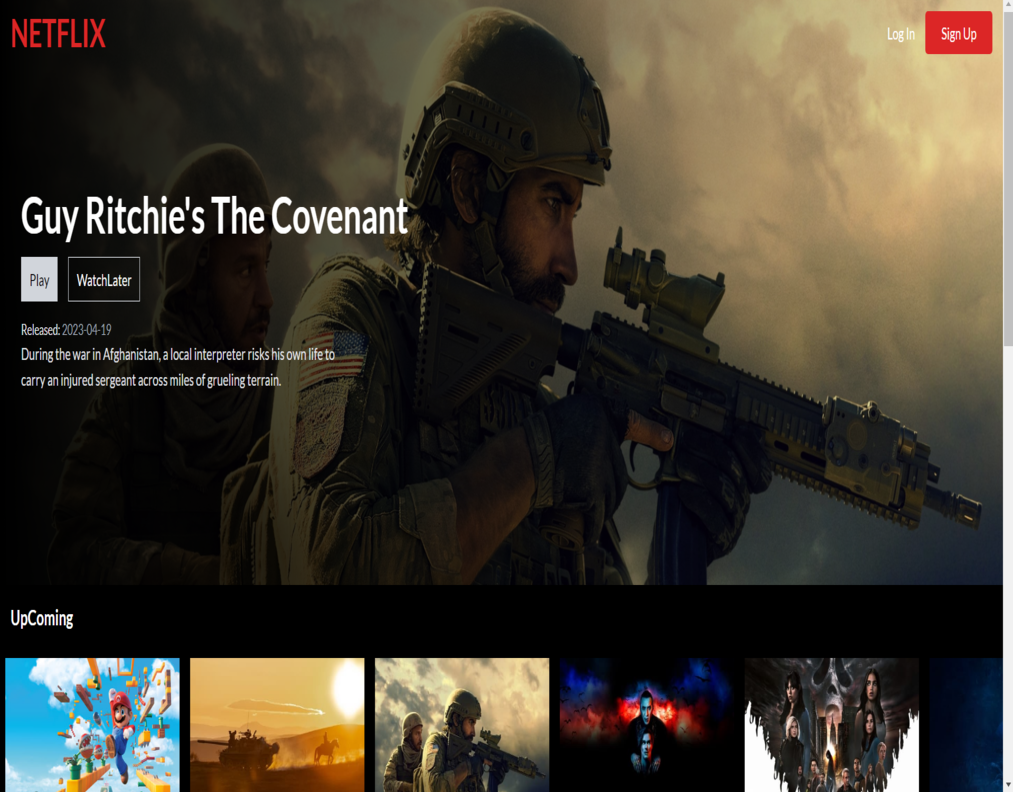 NETFLIX
Log In
Sign Up
Guy Ritchie's The Covenant
Play
WatchLater
Released: 2023-04-19
During the war in Afghanistan, a local interpreter risks his own life to
carry an injured sergeant across miles of grueling terrain.
UpComing